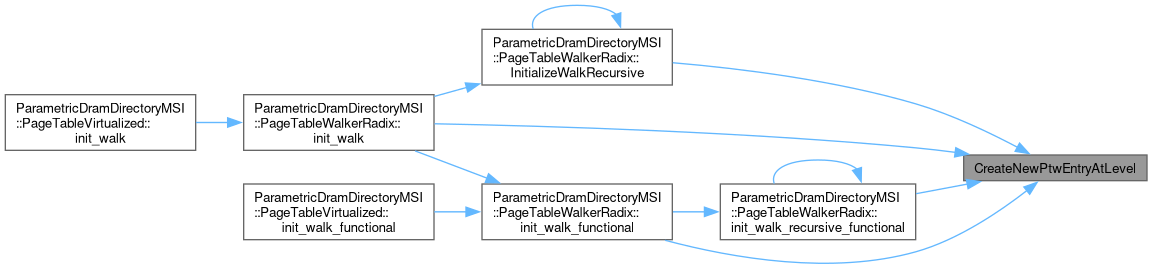 ParametricDramDirectoryMSI
::PageTableWalkerRadix::
InitializeWalkRecursive
ParametricDramDirectoryMSI
::PageTableVirtualized::
init_walk
ParametricDramDirectoryMSI
::PageTableWalkerRadix::
init_walk
CreateNewPtwEntryAtLevel
ParametricDramDirectoryMSI
::PageTableVirtualized::
init_walk_functional
ParametricDramDirectoryMSI
::PageTableWalkerRadix::
init_walk_functional
ParametricDramDirectoryMSI
::PageTableWalkerRadix::
init_walk_recursive_functional